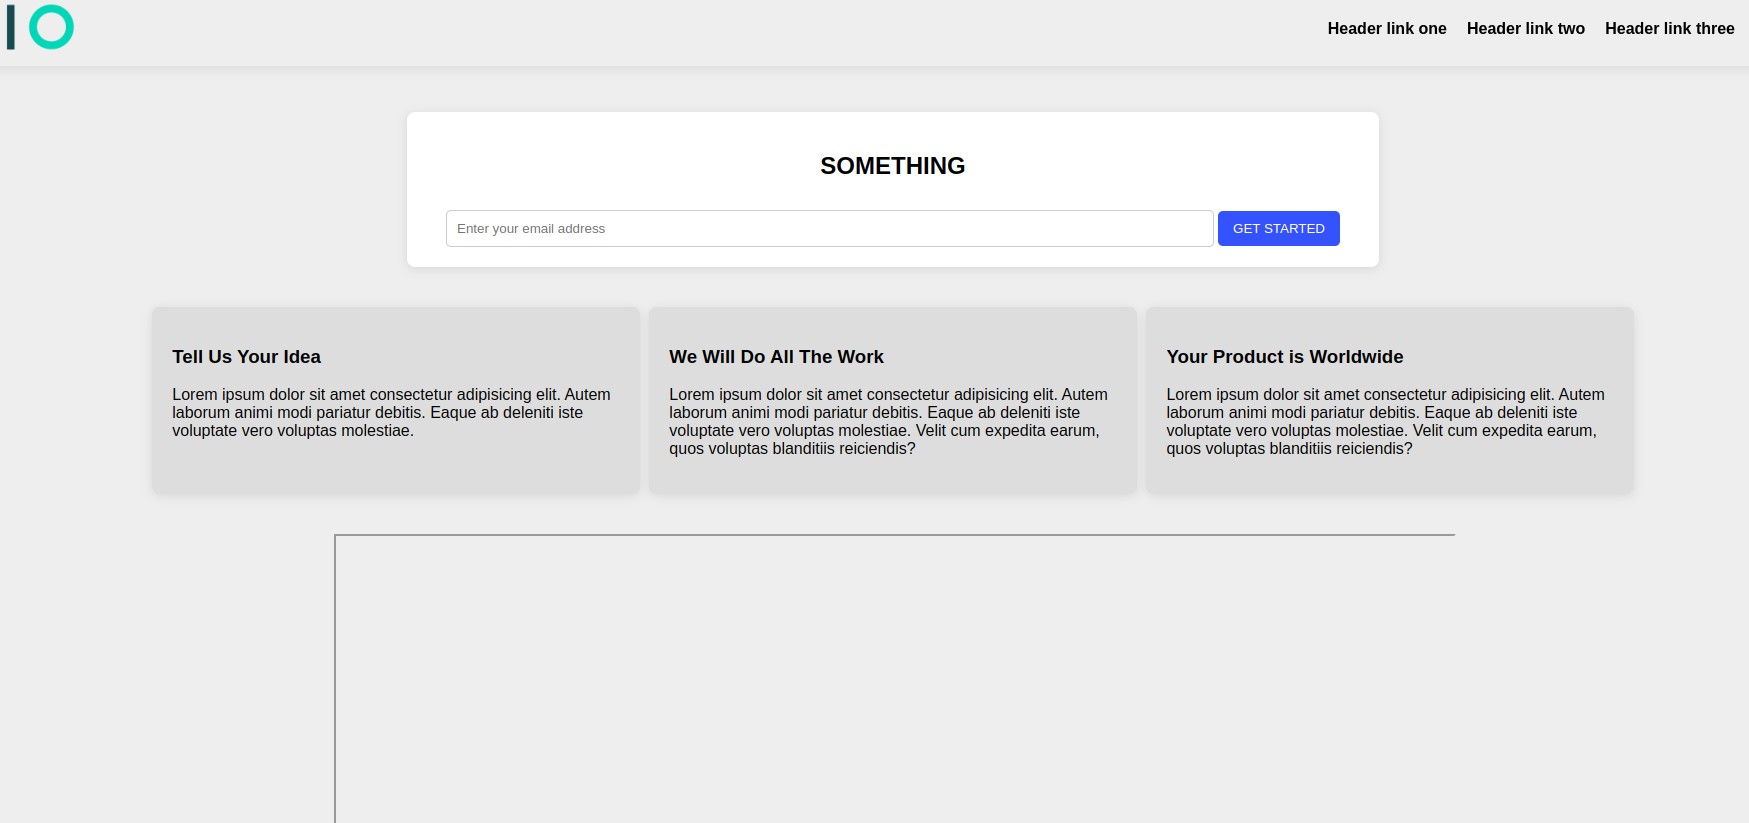 IO
Header link one
Header link two
Header link three
SOMETHING
Enter your email address
GET STARTED
Tell Us Your Idea
Lorem ipsum dolor sit amet consectetur adipisicing elit. Autem
laborum animi modi pariatur debitis. Eaque ab deleniti iste
voluptate vero voluptas molestiae.
We Will Do All The Work
Lorem ipsum dolor sit amet consectetur adipisicing elit. Autem
laborum animi modi pariatur debitis. Eaque ab deleniti iste
voluptate vero voluptas molestiae. Velit cum expedita earum,
quos voluptas blanditiis reiciendis?
Your Product is Worldwide
Lorem ipsum dolor sit amet consectetur adipisicing elit. Autem
laborum animi modi pariatur debitis. Eaque ab deleniti iste
voluptate vero voluptas molestiae. Velit cum expedita earum,
quos voluptas blanditiis reiciendis?